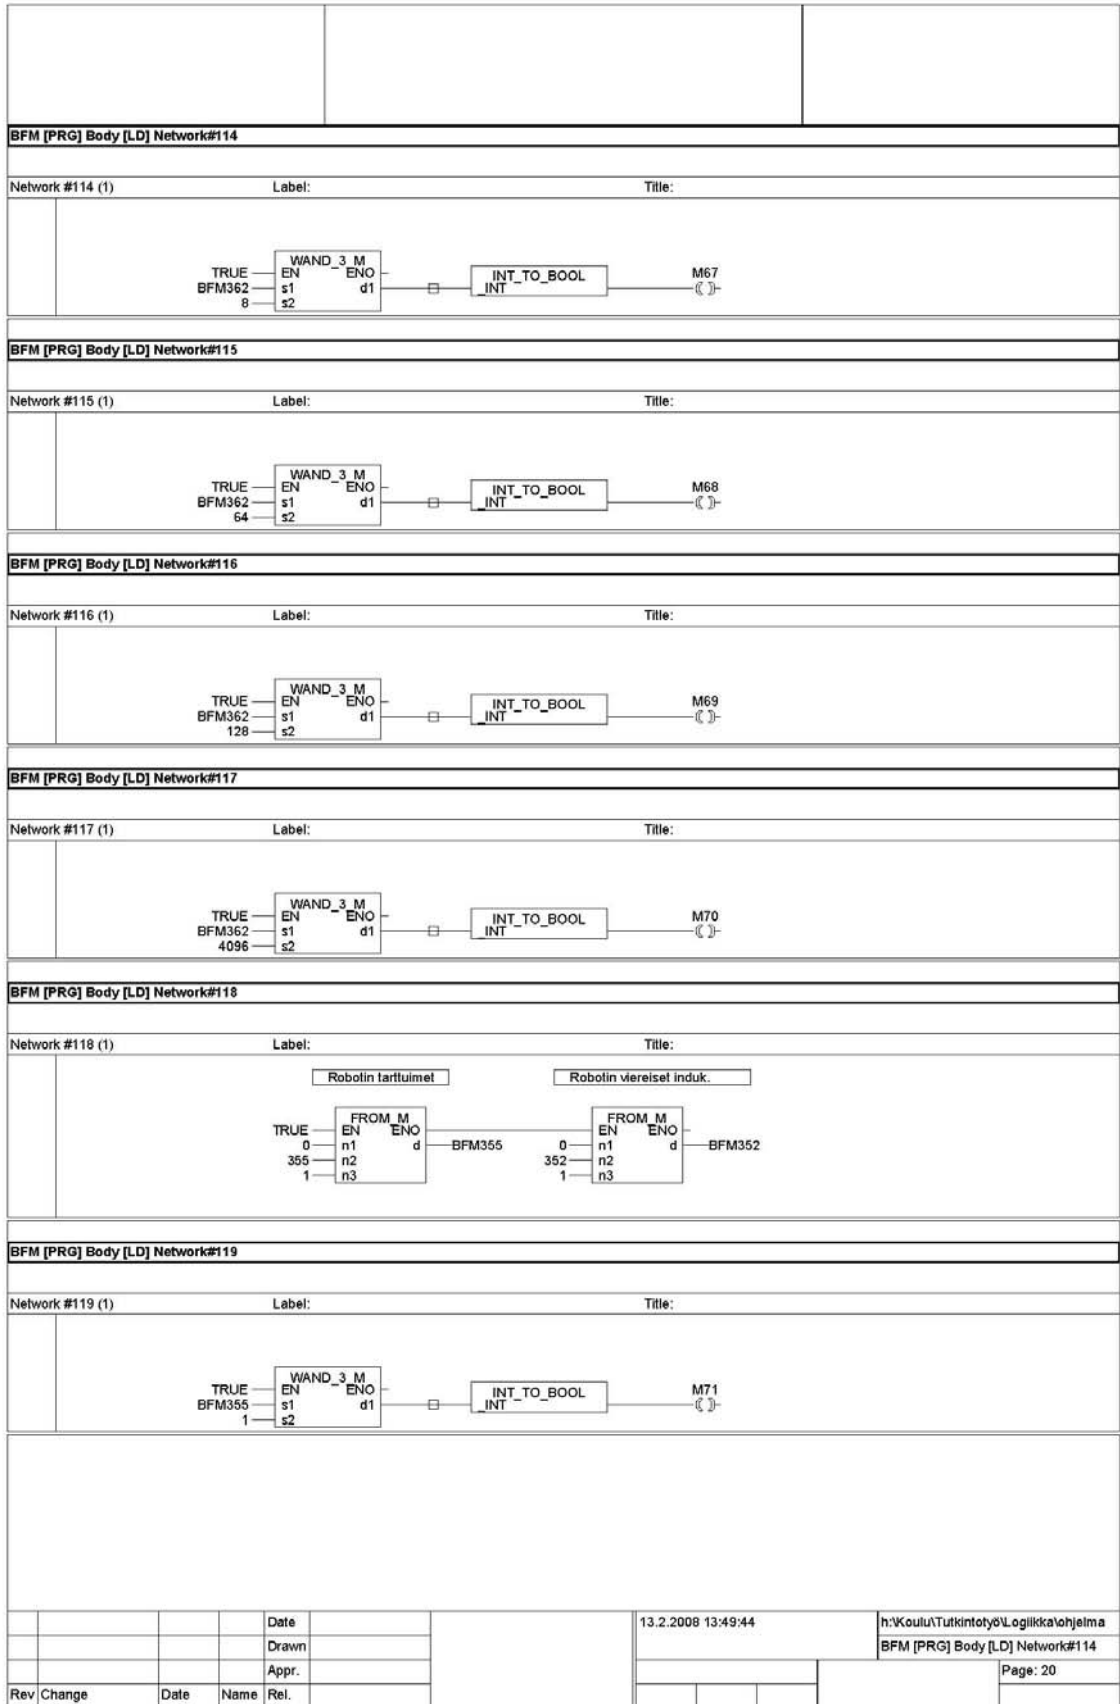 BFM [PRG] Body [LD] Network#114
Network #114 (1) Label: Title:
WAND_3_M
TRUE EN ENO INT_TO_BOOL M67
BFM362 s1 d1 _INT
8 s2
BFM [PRG] Body [LD] Network#115
Network #115 (1) Label: Title:
WAND_3_M
TRUE EN ENO INT_TO_BOOL M68
BFM362 s1 d1 _INT
64 s2
BFM [PRG] Body [LD] Network#116
Network #116 (1) Label: Title:
WAND_3_M
TRUE EN ENO INT_TO_BOOL M69
BFM362 s1 d1 _INT
128 s2
BFM [PRG] Body [LD] Network#117
Network #117 (1) Label: Title:
WAND_3_M
TRUE EN ENO INT_TO_BOOL M70
BFM362 s1 d1 _INT
4096 s2
BFM [PRG] Body [LD] Network#118
Network #118 (1) Label: Title:
Robotin tarttuimet Robotin viereiset induk.
FROM_M FROM_M
TRUE EN ENO EN ENO
0 n1 d BFM355 0 n1 d BFM352
355 n2 352 n2
1 n3 1 n3
BFM [PRG] Body [LD] Network#119
Network #119 (1) Label: Title:
WAND_3_M
TRUE EN ENO INT_TO_BOOL M71
BFM355 s1 d1 _INT
1 s2
Date 13.2.2008 13:49:44 h:\Koulu\Tutkintotyö\Logiikka\ohjelma
Drawn BFM [PRG] Body [LD] Network#114
Appr. Page: 20
Rev Change Date Name Rel.